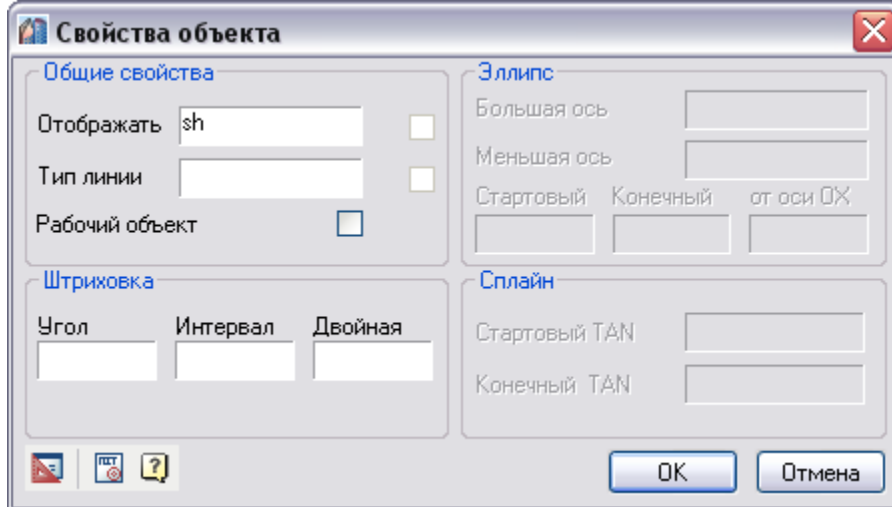 Свойства объекта
Общие свойства
Отображать sh
Тип линии
Рабочий объект
Эллипс
Большая ось
Меньшая ось
Стартовый Конечный от оси OX
Штриховка
Угол Интервал Двойная
Сплайн
Стартовый TAN
Конечный TAN
OK Отмена